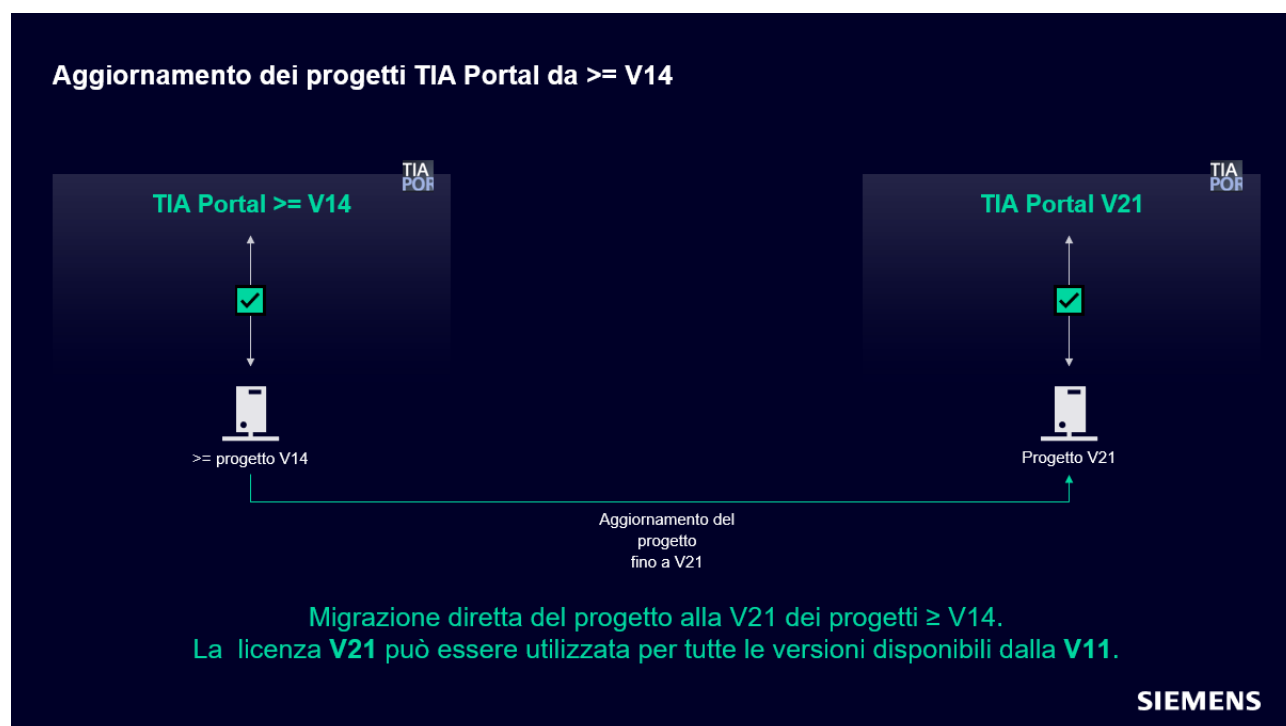 Aggiornamento dei progetti TIA Portal da >= V14
TIA
POR
TIA Portal >= V14
TIA
POR
TIA Portal V21
>= progetto V14
Progetto V21
Aggiornamento del
progetto
fino a V21
Migrazione diretta del progetto alla V21 dei progetti ≥ V14.
La licenza V21 può essere utilizzata per tutte le versioni disponibili dalla V11.
SIEMENS